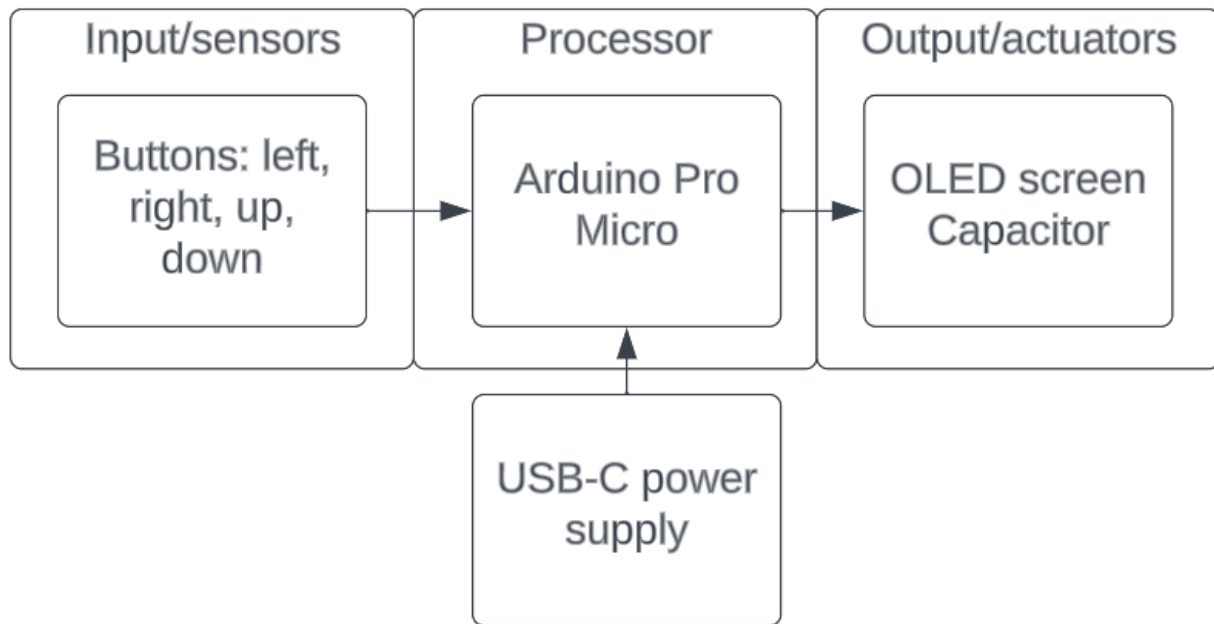 Input/sensors
Buttons: left,
right, up,
down
Processor
Arduino Pro
Micro
Output/actuators
OLED screen
Capacitor
USB-C power
supply